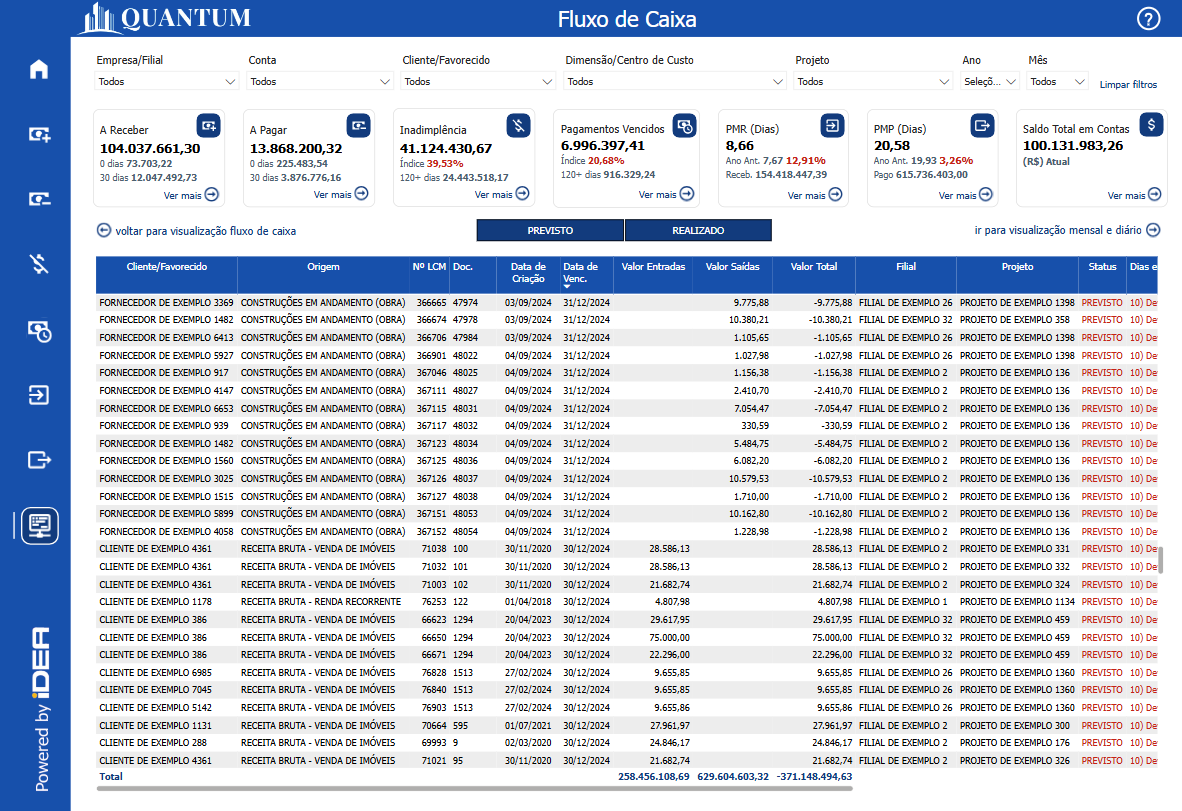 QUANTUM
Fluxo de Caixa
?
Empresa/Filial Conta Cliente/Favorecido Dimensão/Centro de Custo Projeto Ano Mês
Todos Todos Todos Todos Todos Seleçõ... Todos Limpar filtros
A Receber
104.037.661,30
0 dias 73.703,22
30 dias 12.047.492,73
Ver mais
A Pagar
13.868.200,32
0 dias 225.483,54
30 dias 3.876.776,16
Ver mais
Inadimplência
41.124.430,67
Índice 39,53%
120+ dias 24.443.518,17
Ver mais
Pagamentos Vencidos
6.996.397,41
Índice 20,68%
120+ dias 916.329,24
Ver mais
PMR (Dias)
8,66
Ano Ant. 7,67 12,91%
Receb. 154.418.447,39
Ver mais
PMP (Dias)
20,58
Ano Ant. 19,93 3,26%
Pago 615.736.403,00
Ver mais
$
Saldo Total em Contas
100.131.983,26
(R$) Atual
Ver mais
voltar para visualização fluxo de caixa PREVISTO REALIZADO ir para visualização mensal e diário
Cliente/Favorecido Origem Nº LCM Doc. Data de Criação Data de Venc. Valor Entradas Valor Saídas Valor Total Filial Projeto Status Dias e
FORNECEDOR DE EXEMPLO 3369 CONSTRUÇÕES EM ANDAMENTO (OBRA) 366665 47974 03/09/2024 31/12/2024 9.775,88 -9.775,88 FILIAL DE EXEMPLO 26 PROJETO DE EXEMPLO 1398 PREVISTO 10) De
FORNECEDOR DE EXEMPLO 1482 CONSTRUÇÕES EM ANDAMENTO (OBRA) 366674 47978 03/09/2024 31/12/2024 10.380,21 -10.380,21 FILIAL DE EXEMPLO 32 PROJETO DE EXEMPLO 358 PREVISTO 10) De
FORNECEDOR DE EXEMPLO 6413 CONSTRUÇÕES EM ANDAMENTO (OBRA) 366706 47984 03/09/2024 31/12/2024 1.105,65 -1.105,65 FILIAL DE EXEMPLO 26 PROJETO DE EXEMPLO 1398 PREVISTO 10) De
FORNECEDOR DE EXEMPLO 5927 CONSTRUÇÕES EM ANDAMENTO (OBRA) 366901 48022 04/09/2024 31/12/2024 1.027,98 -1.027,98 FILIAL DE EXEMPLO 26 PROJETO DE EXEMPLO 1398 PREVISTO 10) De
FORNECEDOR DE EXEMPLO 917 CONSTRUÇÕES EM ANDAMENTO (OBRA) 367046 48025 04/09/2024 31/12/2024 1.156,38 -1.156,38 FILIAL DE EXEMPLO 2 PROJETO DE EXEMPLO 136 PREVISTO 10) De
FORNECEDOR DE EXEMPLO 4147 CONSTRUÇÕES EM ANDAMENTO (OBRA) 367111 48027 04/09/2024 31/12/2024 2.410,70 -2.410,70 FILIAL DE EXEMPLO 2 PROJETO DE EXEMPLO 136 PREVISTO 10) De
FORNECEDOR DE EXEMPLO 6653 CONSTRUÇÕES EM ANDAMENTO (OBRA) 367115 48031 04/09/2024 31/12/2024 7.054,47 -7.054,47 FILIAL DE EXEMPLO 2 PROJETO DE EXEMPLO 136 PREVISTO 10) De
FORNECEDOR DE EXEMPLO 939 CONSTRUÇÕES EM ANDAMENTO (OBRA) 367117 48032 04/09/2024 31/12/2024 330,59 -330,59 FILIAL DE EXEMPLO 2 PROJETO DE EXEMPLO 136 PREVISTO 10) De
FORNECEDOR DE EXEMPLO 1482 CONSTRUÇÕES EM ANDAMENTO (OBRA) 367123 48034 04/09/2024 31/12/2024 5.484,75 -5.484,75 FILIAL DE EXEMPLO 2 PROJETO DE EXEMPLO 136 PREVISTO 10) De
FORNECEDOR DE EXEMPLO 1560 CONSTRUÇÕES EM ANDAMENTO (OBRA) 367125 48036 04/09/2024 31/12/2024 6.082,20 -6.082,20 FILIAL DE EXEMPLO 2 PROJETO DE EXEMPLO 136 PREVISTO 10) De
FORNECEDOR DE EXEMPLO 3025 CONSTRUÇÕES EM ANDAMENTO (OBRA) 367126 48037 04/09/2024 31/12/2024 10.579,53 -10.579,53 FILIAL DE EXEMPLO 2 PROJETO DE EXEMPLO 136 PREVISTO 10) De
FORNECEDOR DE EXEMPLO 1515 CONSTRUÇÕES EM ANDAMENTO (OBRA) 367127 48038 04/09/2024 31/12/2024 1.710,00 -1.710,00 FILIAL DE EXEMPLO 2 PROJETO DE EXEMPLO 136 PREVISTO 10) De
FORNECEDOR DE EXEMPLO 5899 CONSTRUÇÕES EM ANDAMENTO (OBRA) 367151 48053 04/09/2024 31/12/2024 10.162,80 -10.162,80 FILIAL DE EXEMPLO 2 PROJETO DE EXEMPLO 136 PREVISTO 10) De
FORNECEDOR DE EXEMPLO 4058 CONSTRUÇÕES EM ANDAMENTO (OBRA) 367152 48054 04/09/2024 31/12/2024 1.228,98 -1.228,98 FILIAL DE EXEMPLO 2 PROJETO DE EXEMPLO 136 PREVISTO 10) De
CLIENTE DE EXEMPLO 4361 RECEITA BRUTA - VENDA DE IMÓVEIS 71038 100 30/11/2020 30/12/2024 28.586,13 28.586,13 FILIAL DE EXEMPLO 2 PROJETO DE EXEMPLO 331 PREVISTO 10) De
CLIENTE DE EXEMPLO 4361 RECEITA BRUTA - VENDA DE IMÓVEIS 71032 101 30/11/2020 30/12/2024 28.586,13 28.586,13 FILIAL DE EXEMPLO 2 PROJETO DE EXEMPLO 332 PREVISTO 10) De
CLIENTE DE EXEMPLO 4361 RECEITA BRUTA - VENDA DE IMÓVEIS 71003 102 30/11/2020 30/12/2024 21.682,74 21.682,74 FILIAL DE EXEMPLO 2 PROJETO DE EXEMPLO 324 PREVISTO 10) De
CLIENTE DE EXEMPLO 1178 RECEITA BRUTA - RENDA RECORRENTE 76253 122 01/04/2018 30/12/2024 4.807,98 4.807,98 FILIAL DE EXEMPLO 1 PROJETO DE EXEMPLO 1134 PREVISTO 10) De
CLIENTE DE EXEMPLO 386 RECEITA BRUTA - VENDA DE IMÓVEIS 66623 1294 20/04/2023 30/12/2024 29.617,95 29.617,95 FILIAL DE EXEMPLO 32 PROJETO DE EXEMPLO 459 PREVISTO 10) De
CLIENTE DE EXEMPLO 386 RECEITA BRUTA - VENDA DE IMÓVEIS 66650 1294 20/04/2023 30/12/2024 75.000,00 75.000,00 FILIAL DE EXEMPLO 32 PROJETO DE EXEMPLO 459 PREVISTO 10) De
CLIENTE DE EXEMPLO 386 RECEITA BRUTA - VENDA DE IMÓVEIS 66671 1294 20/04/2023 30/12/2024 22.296,00 22.296,00 FILIAL DE EXEMPLO 32 PROJETO DE EXEMPLO 459 PREVISTO 10) De
CLIENTE DE EXEMPLO 6985 RECEITA BRUTA - VENDA DE IMÓVEIS 76828 1513 27/02/2024 30/12/2024 9.655,85 9.655,85 FILIAL DE EXEMPLO 26 PROJETO DE EXEMPLO 1360 PREVISTO 10) De
CLIENTE DE EXEMPLO 7045 RECEITA BRUTA - VENDA DE IMÓVEIS 76840 1513 27/02/2024 30/12/2024 9.655,85 9.655,85 FILIAL DE EXEMPLO 26 PROJETO DE EXEMPLO 1360 PREVISTO 10) De
CLIENTE DE EXEMPLO 5142 RECEITA BRUTA - VENDA DE IMÓVEIS 76903 1513 27/02/2024 30/12/2024 9.655,86 9.655,86 FILIAL DE EXEMPLO 26 PROJETO DE EXEMPLO 1360 PREVISTO 10) De
CLIENTE DE EXEMPLO 1131 RECEITA BRUTA - VENDA DE IMÓVEIS 70664 595 01/07/2021 30/12/2024 27.961,97 27.961,97 FILIAL DE EXEMPLO 2 PROJETO DE EXEMPLO 300 PREVISTO 10) De
CLIENTE DE EXEMPLO 288 RECEITA BRUTA - VENDA DE IMÓVEIS 69993 9 02/03/2020 30/12/2024 24.846,17 24.846,17 FILIAL DE EXEMPLO 2 PROJETO DE EXEMPLO 176 PREVISTO 10) De
CLIENTE DE EXEMPLO 4361 RECEITA BRUTA - VENDA DE IMÓVEIS 71021 95 30/11/2020 30/12/2024 21.682,74 21.682,74 FILIAL DE EXEMPLO 2 PROJETO DE EXEMPLO 326 PREVISTO 10) De
Total 258.456.108,69 629.604.603,32 -371.148.494,63
Powered by iDEA